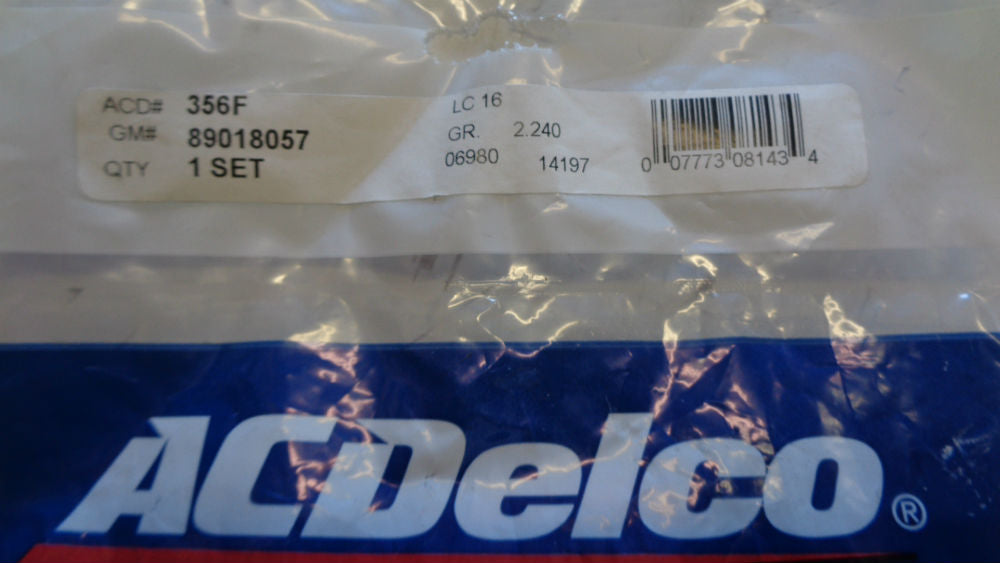 ACD# 356F
GM# 89018057
QTY 1 SET
LC 16
GR. 2.240
06980 14197
0 07773 08143 4
ACDelco®